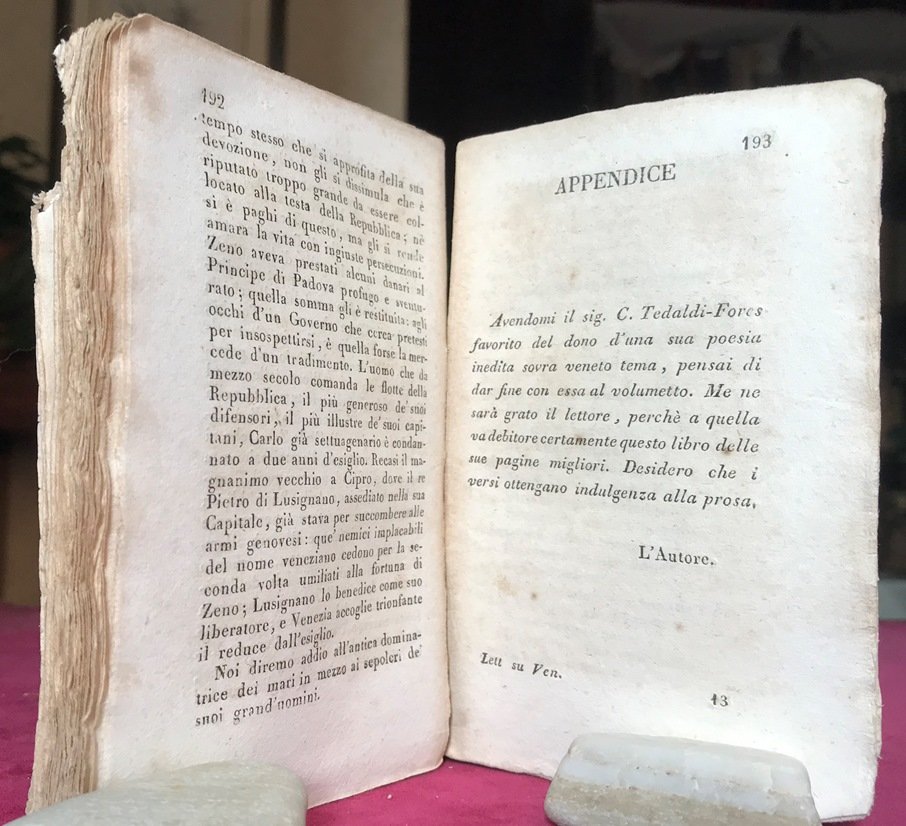 192
tempo stesso che si approfitta della sua
devozione, non gli si dissimula che è
riputato troppo grande da essere col-
locato alla testa della Repubblica; nè
si è paghi di questo, ma gli si rende
amara la vita con ingiuste persecuzioni.
Zeno aveva prestati alcuni danari al
Principe di Padova profugo e sventu-
rato; quella somma gli è restituita: agli
occhi d'un Governo che cerca pretesti
per insospettirsi, è quella forse la mer-
cede d'un tradimento. L'uomo che da
mezzo secolo comanda le flotte della
Repubblica, il più generoso de' suoi
difensori, il più illustre de' suoi capi-
tani, Carlo già settuagenario è condan-
nato a due anni d'esiglio. Recasi il ma-
gnanimo vecchio a Cipro, dove il re
Pietro di Lusignano, assediato nella sua
Capitale, già stava per succombere alle
armi genovesi: que' nemici implacabili
del nome veneziano cedono per la se-
conda volta umiliati alla fortuna di
Zeno; Lusignano lo benedice come suo
liberatore, e Venezia accoglie trionfante
il reduce dall'esiglio.
Noi diremo addio all'antica domina-
trice dei mari in mezzo ai sepolcri de'
suoi grand'uomini.
193
APPENDICE
Avendomi il sig. C. Tedaldi-Fores
favorito del dono d'una sua poesia
inedita sovra veneto tema, pensai di
dar fine con essa al volumetto. Me ne
sarà grato il lettore, perchè a quella
va debitore certamente questo libro delle
sue pagine migliori. Desidero che i
versi ottengano indulgenza alla prosa.
L'Autore.
Lett su Ven.
13